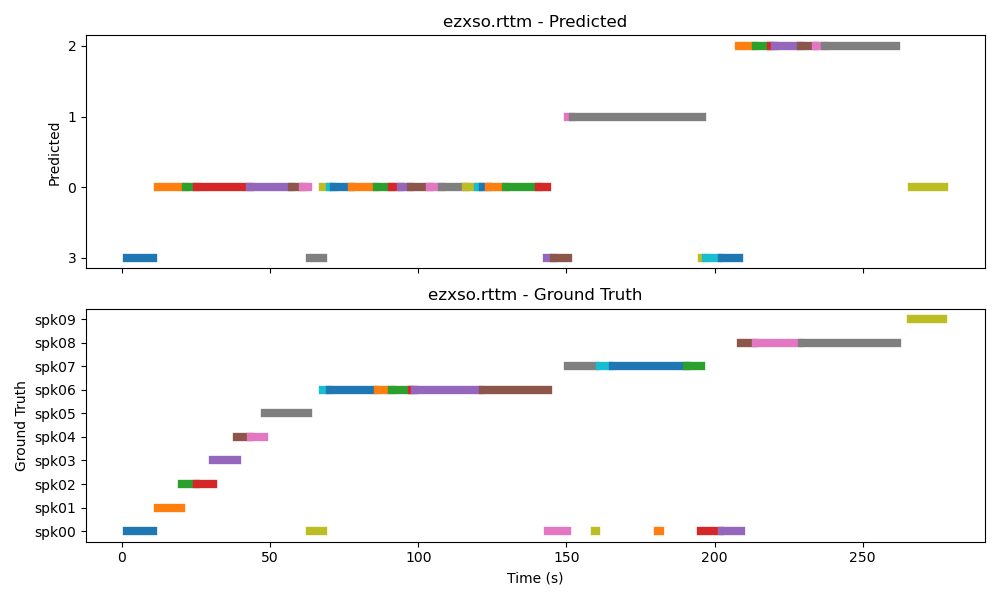 ezxso.rttm - Predicted
2
1
0
3
Predicted
ezxso.rttm - Ground Truth
spk09
spk08
spk07
spk06
spk05
spk04
spk03
spk02
spk01
spk00
Ground Truth
0 50 100 150 200 250
Time (s)